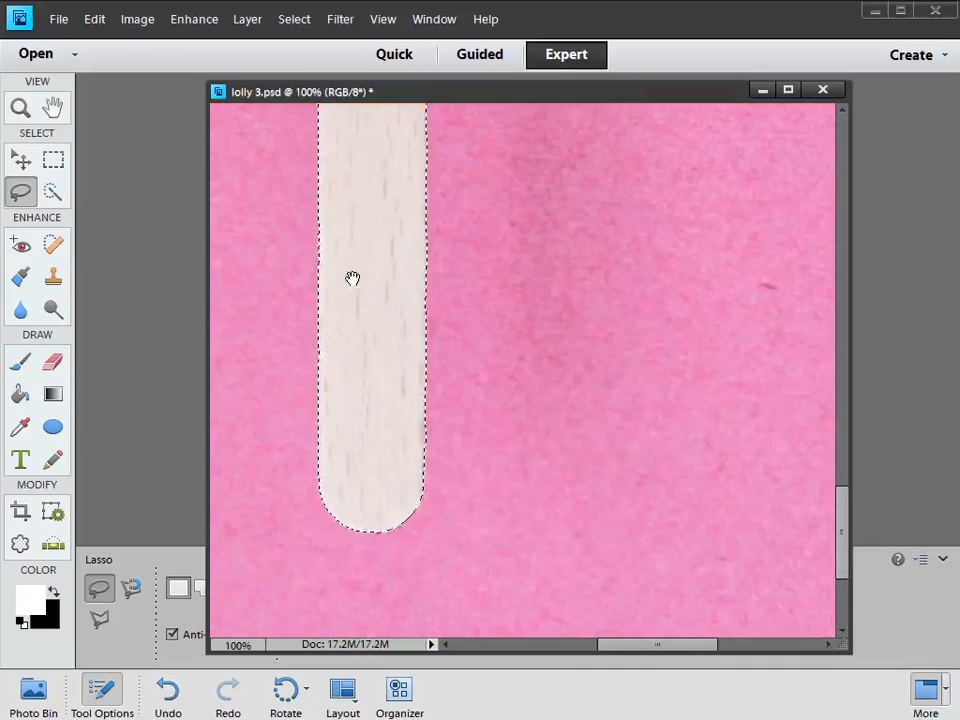 File Edit Image Enhance Layer Select Filter View Window Help
Open Quick Guided Expert Create
VIEW
lolly 3.psd @ 100% (RGB/8*) *
SELECT
ENHANCE
DRAW
T
MODIFY
COLOR
Lasso
Anti-
100% Doc: 17.2M/17.2M
Photo Bin Tool Options Undo Redo Rotate Layout Organizer More